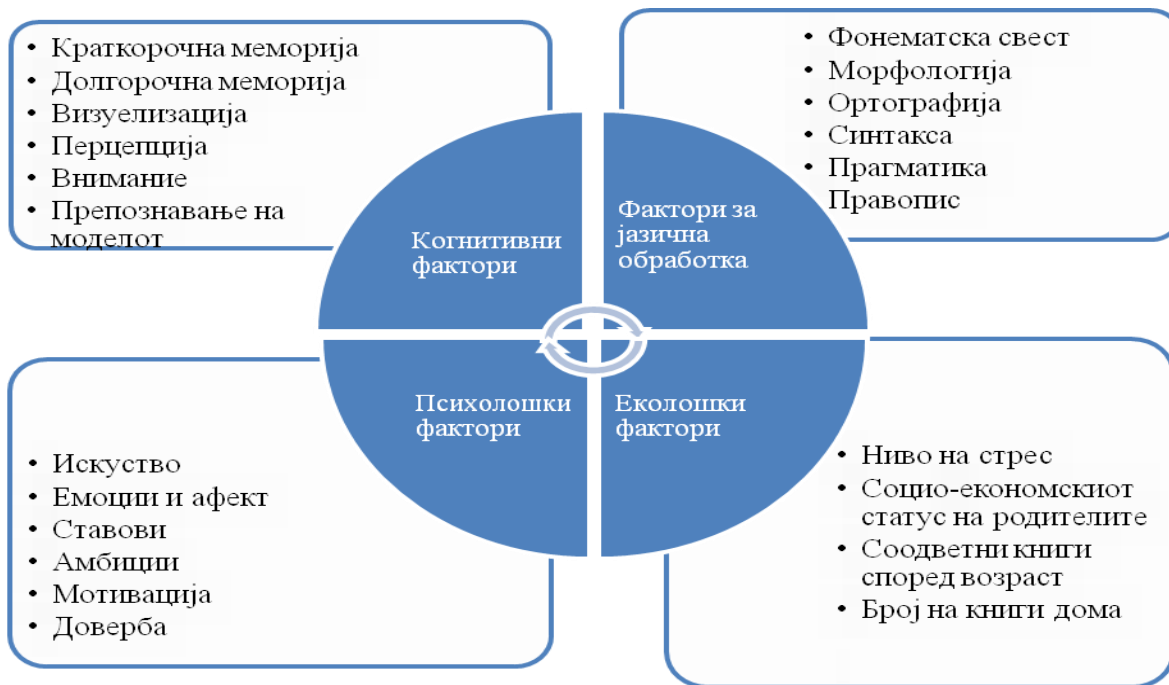 • Краткорочна меморија
• Долгорочна меморија
• Визуелизација
• Перцепција
• Внимание
• Препознавање на
моделот
• Фонематска свест
• Морфологија
• Ортографија
• Синтакса
• Прагматика
Правопис
Когнитивни
фактори
Фактори за
јазична
обработка
Психолошки
фактори
Еколошки
фактори
• Искуство
• Емоции и афект
• Ставови
• Амбиции
• Мотивација
• Доверба
• Ниво на стрес
• Социо-економскиот
статус на родителите
• Соодветни книги
според возраст
• Број на книги дома